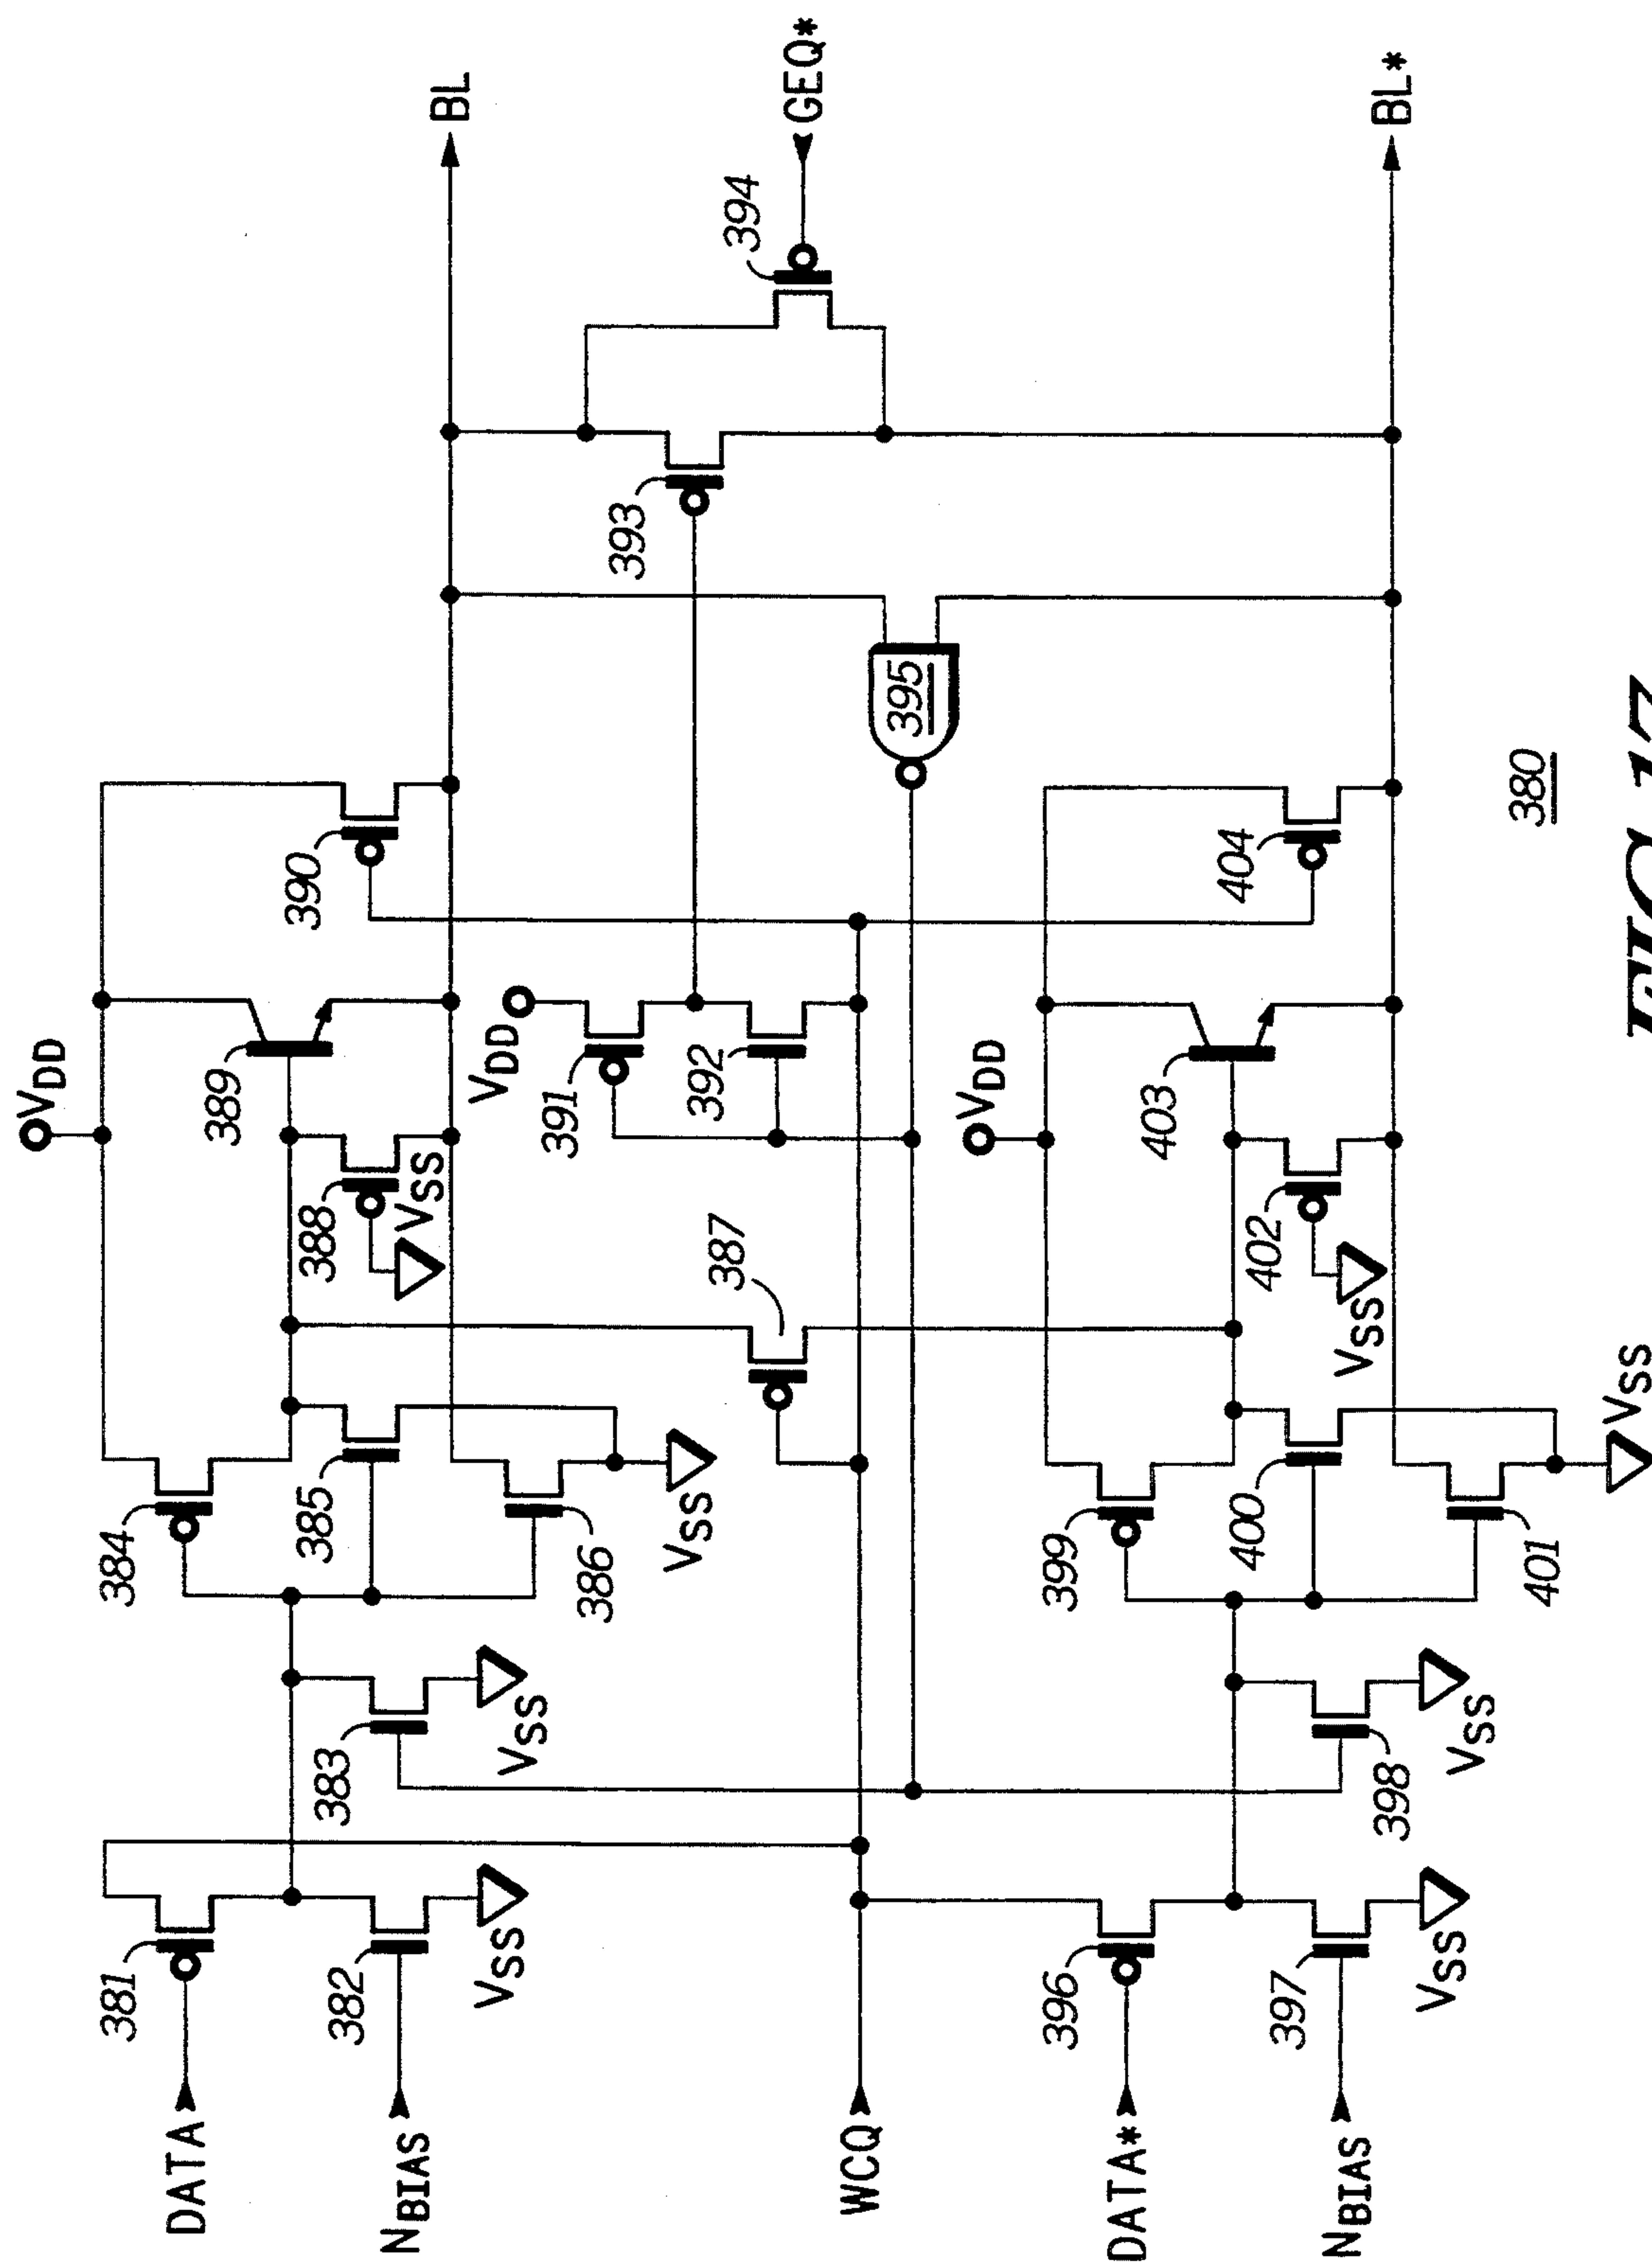 VDD
384
389
390
BL
DATA
381
385
388
VSS
382
NBIAS
383
VSS
VSS
386
VSS
VDD
391
392
393
394
GEQ*
387
WCQ
395
VDD
399
403
404
DATA*
396
400
402
VSS
BL*
397
NBIAS
398
VSS
VSS
401
VSS
380